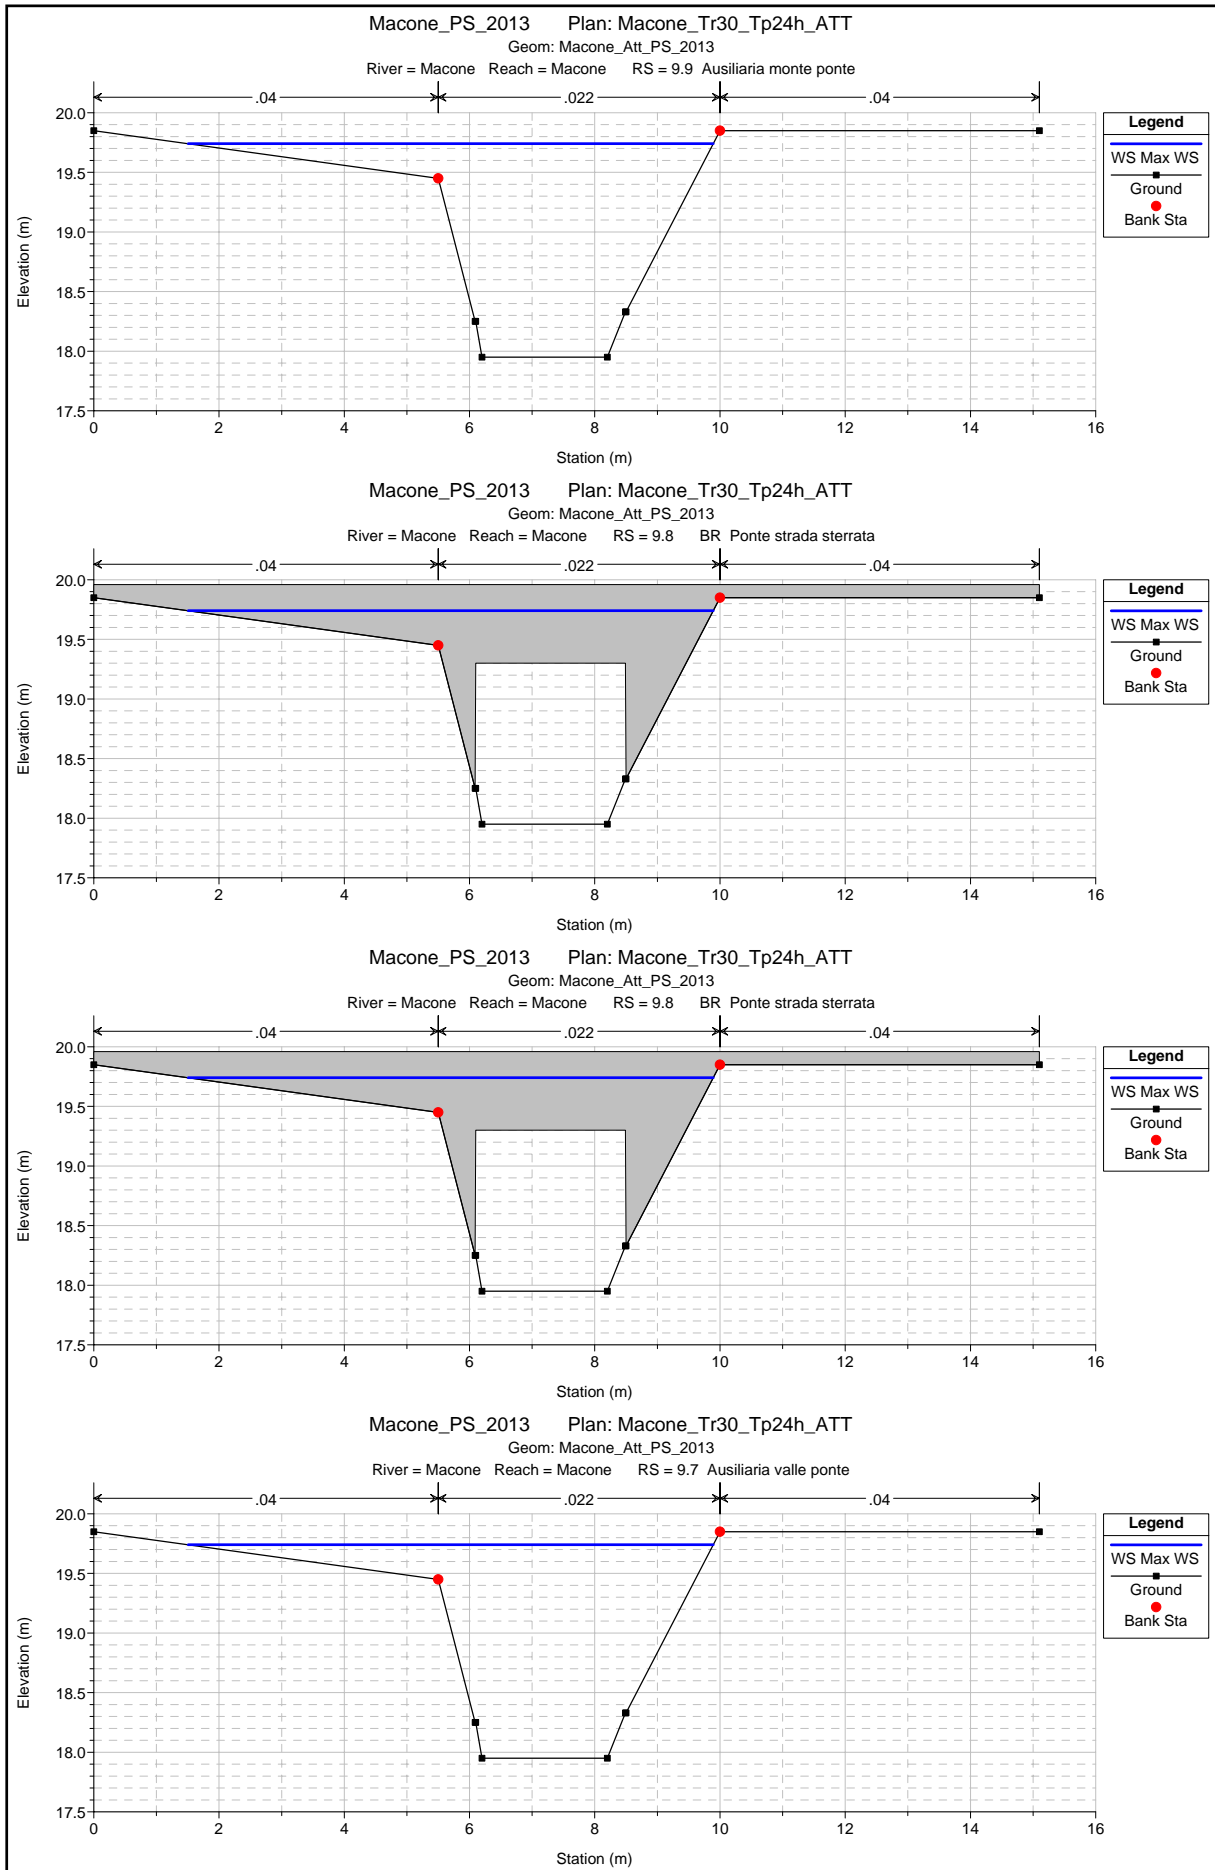 Macone_PS_2013 Plan: Macone_Tr30_Tp24h_ATT
Geom: Macone_Att_PS_2013
River = Macone Reach = Macone RS = 9.9 Ausiliaria monte ponte
.04 .022 .04
20.0
19.5
19.0
18.5
18.0
17.5
Elevation (m)
0 2 4 6 8 10 12 14 16
Station (m)
Legend
WS Max WS
Ground
Bank Sta
Macone_PS_2013 Plan: Macone_Tr30_Tp24h_ATT
Geom: Macone_Att_PS_2013
River = Macone Reach = Macone RS = 9.8 BR Ponte strada sterrata
.04 .022 .04
20.0
19.5
19.0
18.5
18.0
17.5
Elevation (m)
0 2 4 6 8 10 12 14 16
Station (m)
Legend
WS Max WS
Ground
Bank Sta
Macone_PS_2013 Plan: Macone_Tr30_Tp24h_ATT
Geom: Macone_Att_PS_2013
River = Macone Reach = Macone RS = 9.8 BR Ponte strada sterrata
.04 .022 .04
20.0
19.5
19.0
18.5
18.0
17.5
Elevation (m)
0 2 4 6 8 10 12 14 16
Station (m)
Legend
WS Max WS
Ground
Bank Sta
Macone_PS_2013 Plan: Macone_Tr30_Tp24h_ATT
Geom: Macone_Att_PS_2013
River = Macone Reach = Macone RS = 9.7 Ausiliaria valle ponte
.04 .022 .04
20.0
19.5
19.0
18.5
18.0
17.5
Elevation (m)
0 2 4 6 8 10 12 14 16
Station (m)
Legend
WS Max WS
Ground
Bank Sta